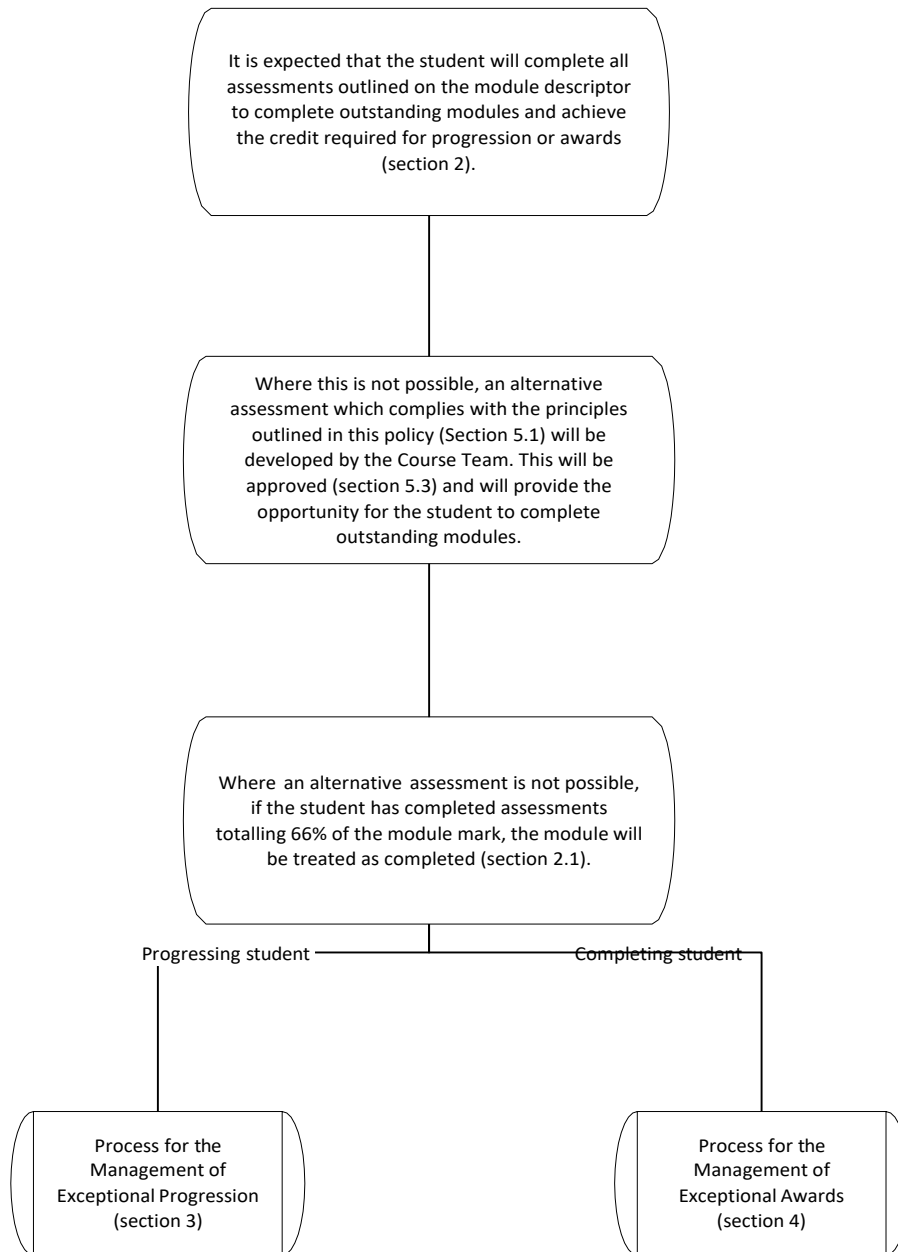 It is expected that the student will complete all
assessments outlined on the module descriptor
to complete outstanding modules and achieve
the credit required for progression or awards
(section 2).
Where this is not possible, an alternative
assessment which complies with the principles
outlined in this policy (Section 5.1) will be
developed by the Course Team. This will be
approved (section 5.3) and will provide the
opportunity for the student to complete
outstanding modules.
Where an alternative assessment is not possible,
if the student has completed assessments
totalling 66% of the module mark, the module will
be treated as completed (section 2.1).
Progressing student
Completing student
Process for the
Management of
Exceptional Progression
(section 3)
Process for the
Management of
Exceptional Awards
(section 4)